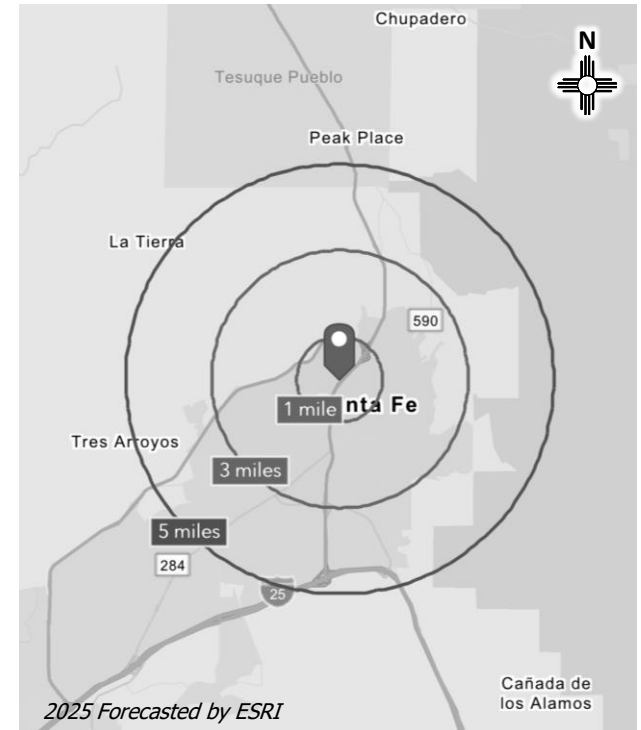 Chupadero
N
Tesuque Pueblo
Peak Place
La Tierra
590
1 mile
nta Fe
Tres Arroyos
3 miles
5 miles
284
25
Cañada de
los Alamos
2025 Forecasted by ESRI